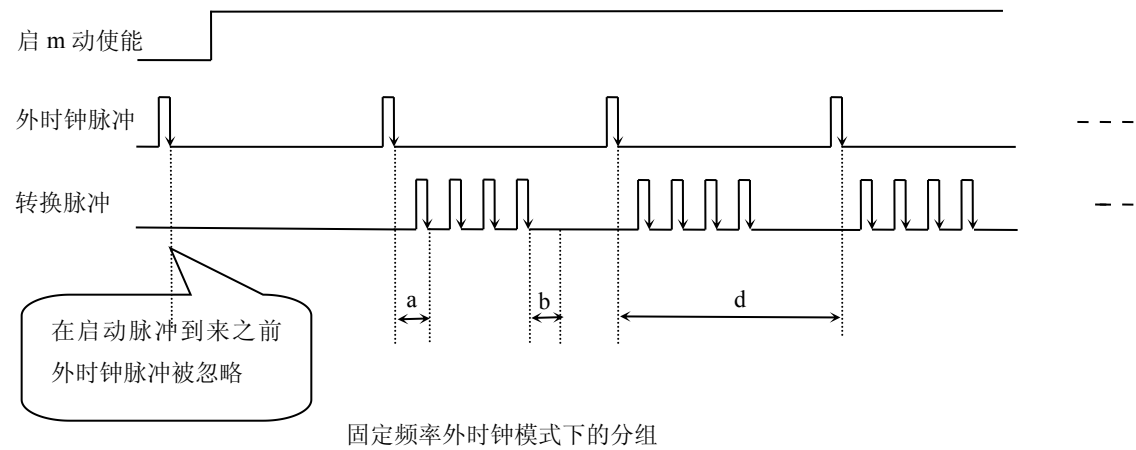 启 m 动使能
外时钟脉冲
转换脉冲
a
b
d
在启动脉冲到来之前
外时钟脉冲被忽略
固定频率外时钟模式下的分组